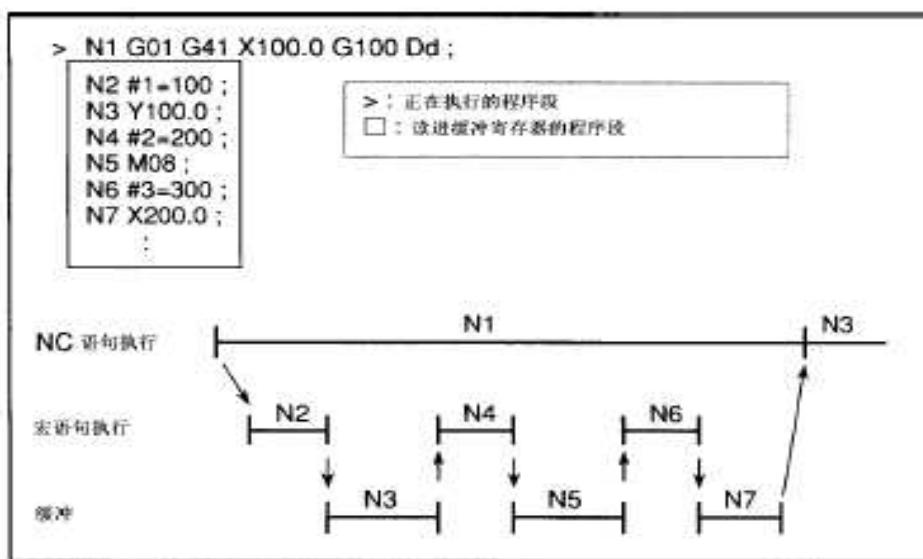 > N1 G01 G41 X100.0 G100 Dd ;
N2 #1=100 ;
N3 Y100.0 ;
N4 #2=200 ;
N5 M08 ;
N6 #3=300 ;
N7 X200.0 ;
:
> : 正在执行的程序段
□ : 读进缓冲寄存器的程序段
NC 语句执行
N1
N3
宏语句执行
N2
N4
N6
缓冲
N3
N5
N7